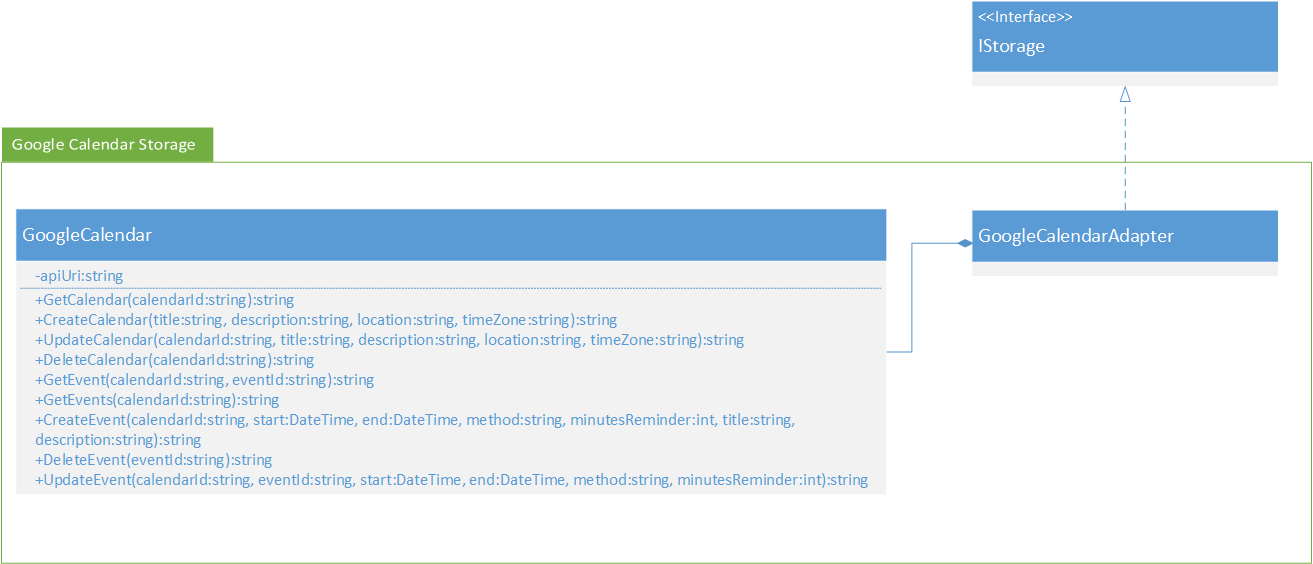 <<Interface>>
IStorage
Google Calendar Storage
GoogleCalendar
GoogleCalendarAdapter
-apiUri:string
+GetCalendar(calendarId:string):string
+CreateCalendar(title:string, description:string, location:string, timeZone:string):string
+UpdateCalendar(calendarId:string, title:string, description:string, location:string, timeZone:string):string
+DeleteCalendar(calendarId:string):string
+GetEvent(calendarId:string, eventId:string):string
+GetEvents(calendarId:string):string
+CreateEvent(calendarId:string, start:DateTime, end:DateTime, method:string, minutesReminder:int, title:string,
description:string):string
+DeleteEvent(eventId:string):string
+UpdateEvent(calendarId:string, eventId:string, start:DateTime, end:DateTime, method:string, minutesReminder:int):string